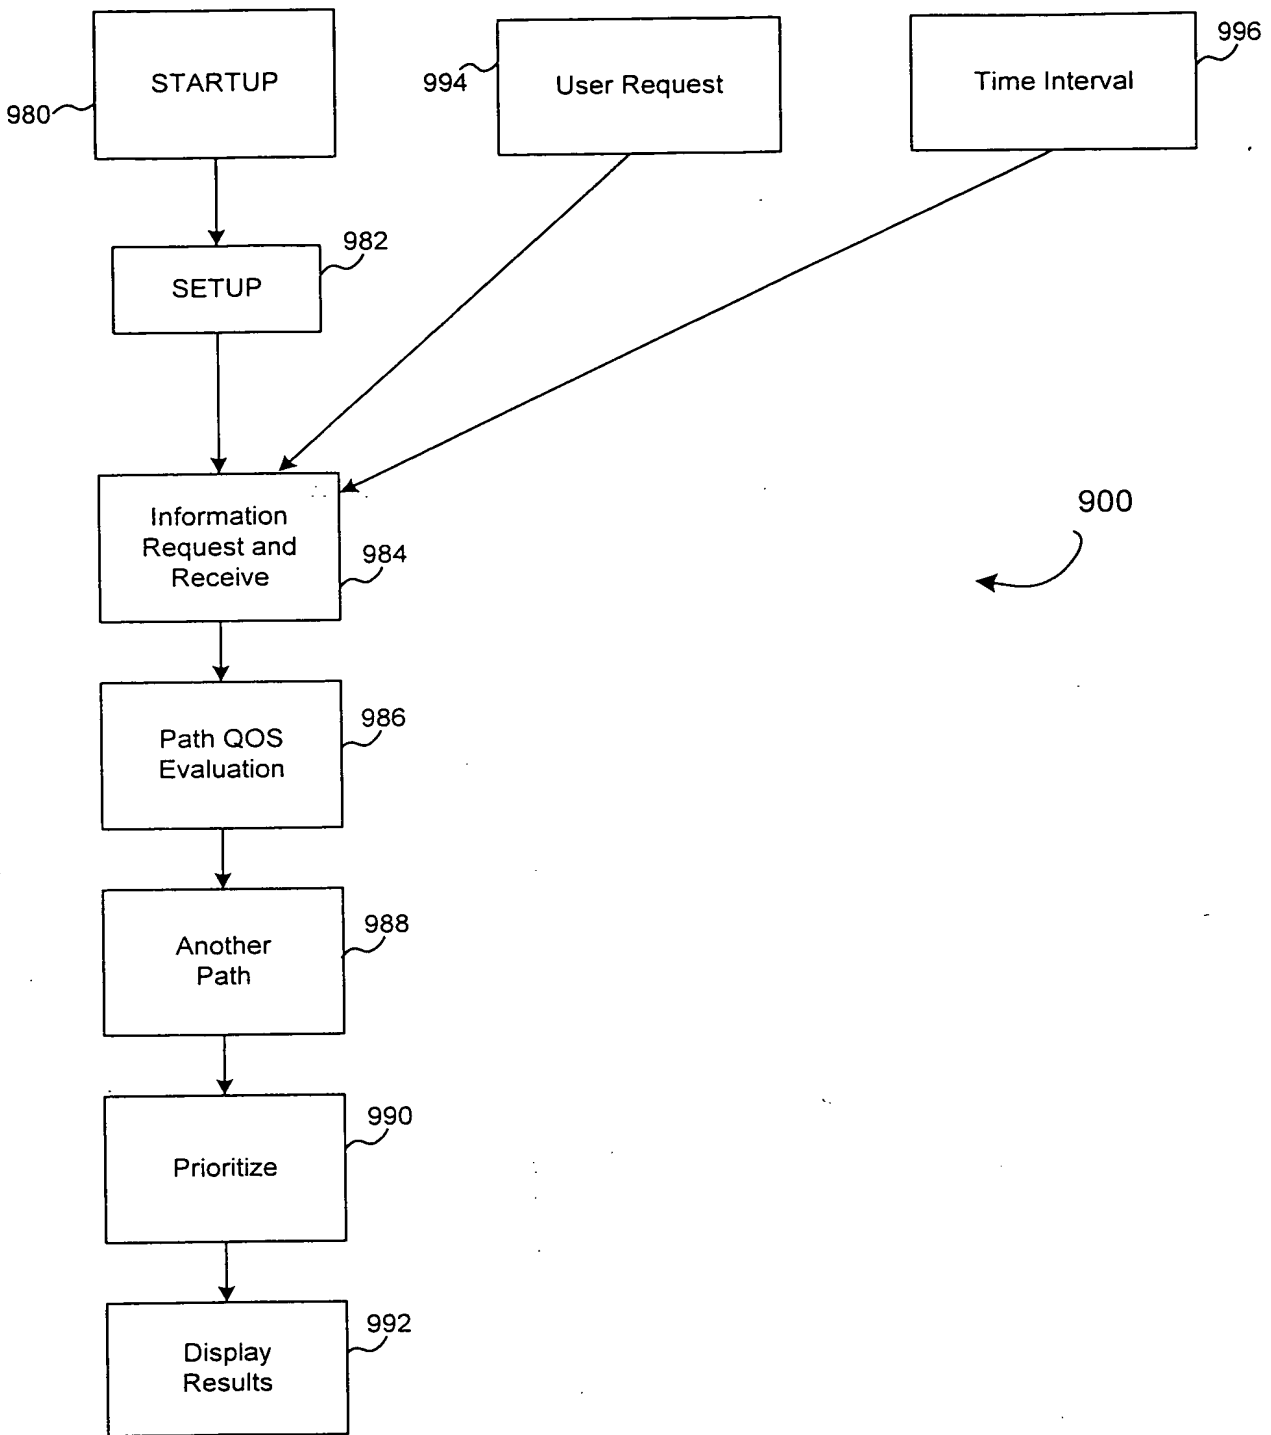 STARTUP
980
994
User Request
996
Time Interval
982
SETUP
Information
Request and
Receive
984
900
Path QOS
Evaluation
986
Another
Path
988
Prioritize
990
Display
Results
992